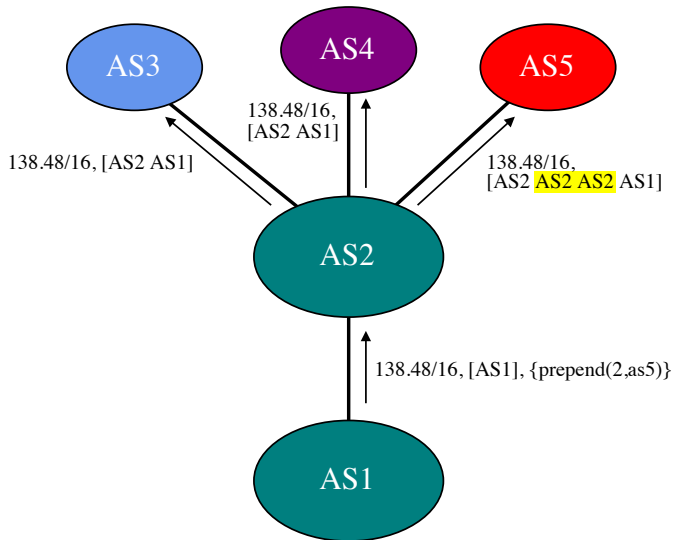 AS3
AS4
AS5
138.48/16,
[AS2 AS1]
138.48/16, [AS2 AS1]
138.48/16,
[AS2 AS2 AS2 AS1]
AS2
138.48/16, [AS1], {prepend(2,as5)}
AS1